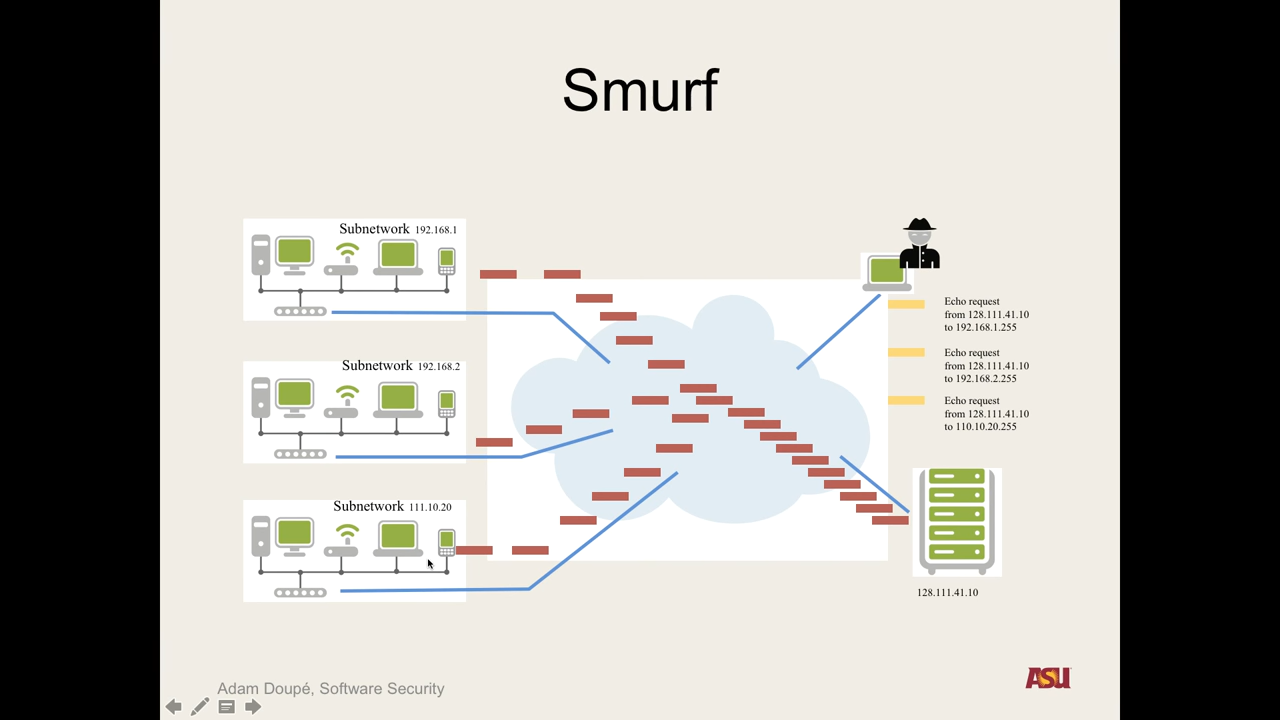 Smurf
Subnetwork 192.168.1
Echo request
from 128.111.41.10
to 192.168.1.255
Subnetwork 192.168.2
Echo request
from 128.111.41.10
to 192.168.2.255
Echo request
from 128.111.41.10
to 110.10.20.255
Subnetwork 111.10.20
128.111.41.10
Adam Doupé, Software Security
ASU